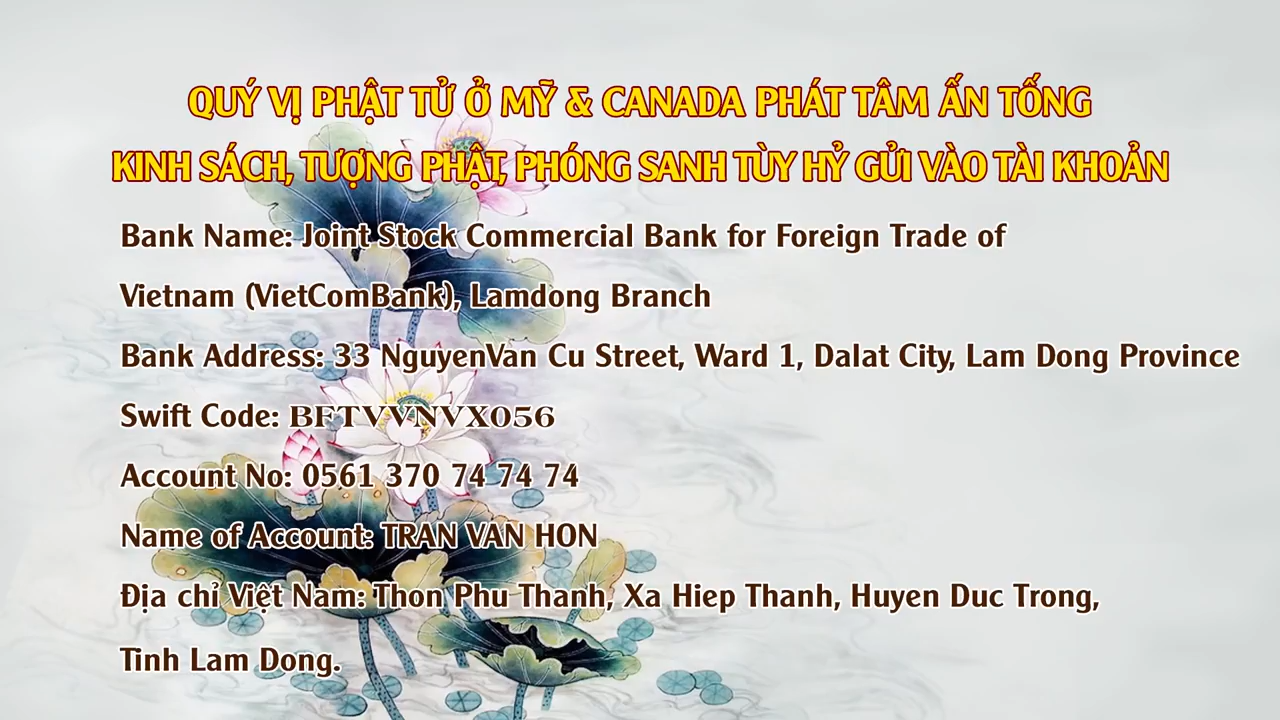 QUÝ VỊ PHẬT TỬ Ở MỸ & CANADA PHÁT TÂM ẤN TỐNG
KINH SÁCH, TƯỢNG PHẬT, PHÓNG SANH TÙY HỶ GỬI VÀO TÀI KHOẢN
Bank Name: Joint Stock Commercial Bank for Foreign Trade of
Vietnam (VietComBank), Lamdong Branch
Bank Address: 33 NguyenVan Cu Street, Ward 1, Dalat City, Lam Dong Province
Swift Code: BFTVVNVX056
Account No: 0561 370 74 74 74
Name of Account: TRAN VAN HON
Địa chỉ Việt Nam: Thon Phu Thanh, Xa Hiep Thanh, Huyen Duc Trong,
Tinh Lam Dong.